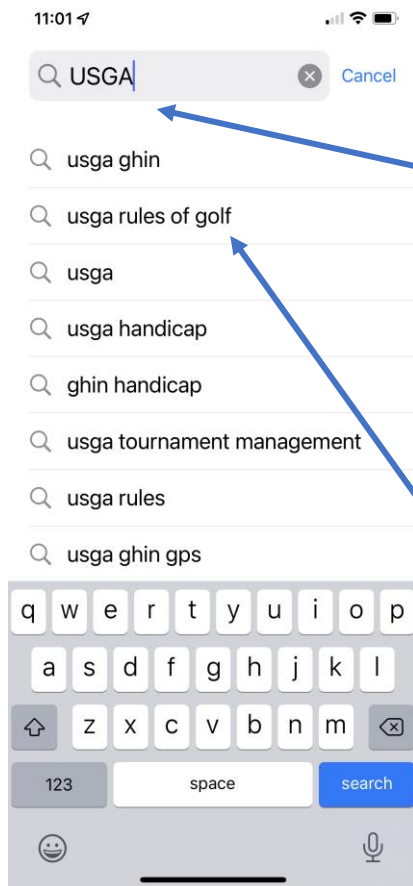 11:01
USGA
Cancel
usga ghin
usga rules of golf
usga
usga handicap
ghin handicap
usga tournament management
usga rules
usga ghin gps
q w e r t y u i o p
a s d f g h j k l
z x c v b n m
123 space search